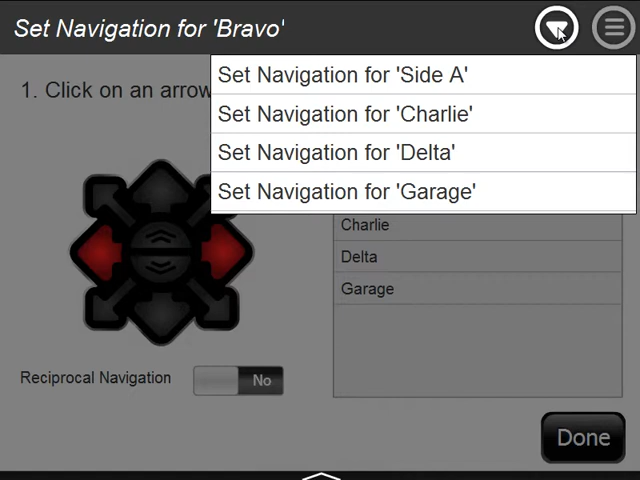 Set Navigation for 'Bravo'
Set Navigation for 'Side A'
1. Click on an arrow
Set Navigation for 'Charlie'
Set Navigation for 'Delta'
Set Navigation for 'Garage'
Charlie
Delta
Garage
Reciprocal Navigation No
Done